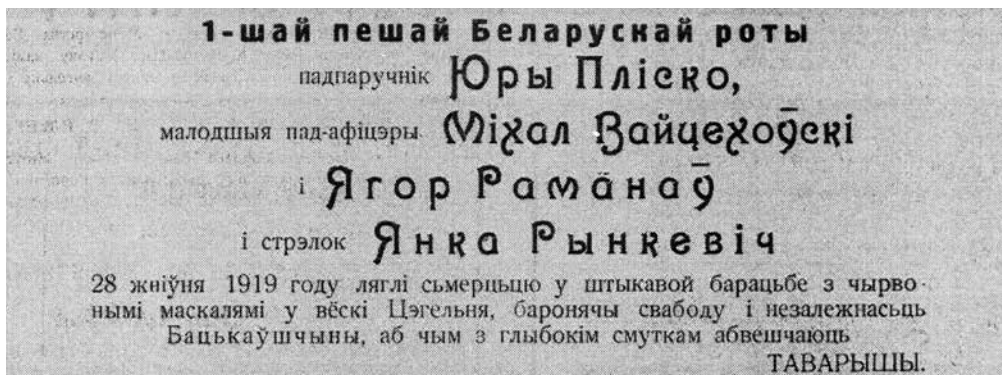 1-шай пешай Беларускай роты
падпаручнік Юры Пліско,
малодшыя пад-афіцэры Міхал Вайцехоўскі
і Ягор Раманаў
і стрэлок Янка Рынкевіч
28 жніўня 1919 году ляглі сьмерцьцю у штыкавой барацьбе з чырво-
нымі маскалямі у вёскі Цэгельня, баронячы свабоду і незалежнасьць
Бацькаўшчыны, аб чым з глыбокім смуткам абвешчаюць
ТАВАРЫШЫ.